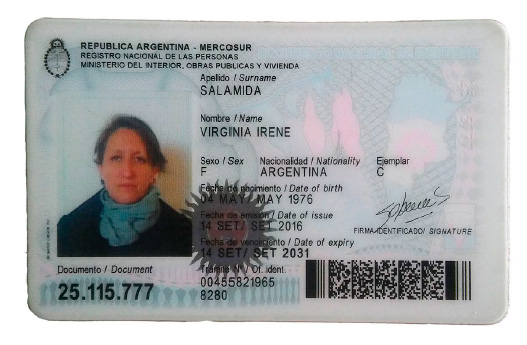 REPUBLICA ARGENTINA - MERCOSUR
REGISTRO NACIONAL DE LAS PERSONAS
MINISTERIO DEL INTERIOR, OBRAS PUBLICAS Y VIVIENDA
Apellido / Surname
SALAMIDA
Nombre / Name
VIRGINIA IRENE
Sexo / Sex Nacionalidad / Nationality Ejemplar
F ARGENTINA C
Fecha de nacimiento / Date of birth
04 MAY/ MAY 1976
Fecha de emisión / Date of issue
14 SET/ SET 2016
FIRMA IDENTIFICADO/ SIGNATURE
Fecha de vencimiento / Date of expiry
14 SET/ SET 2031
Documento / Document
25.115.777
Trámite N° Of. ident.
00455821965
8280